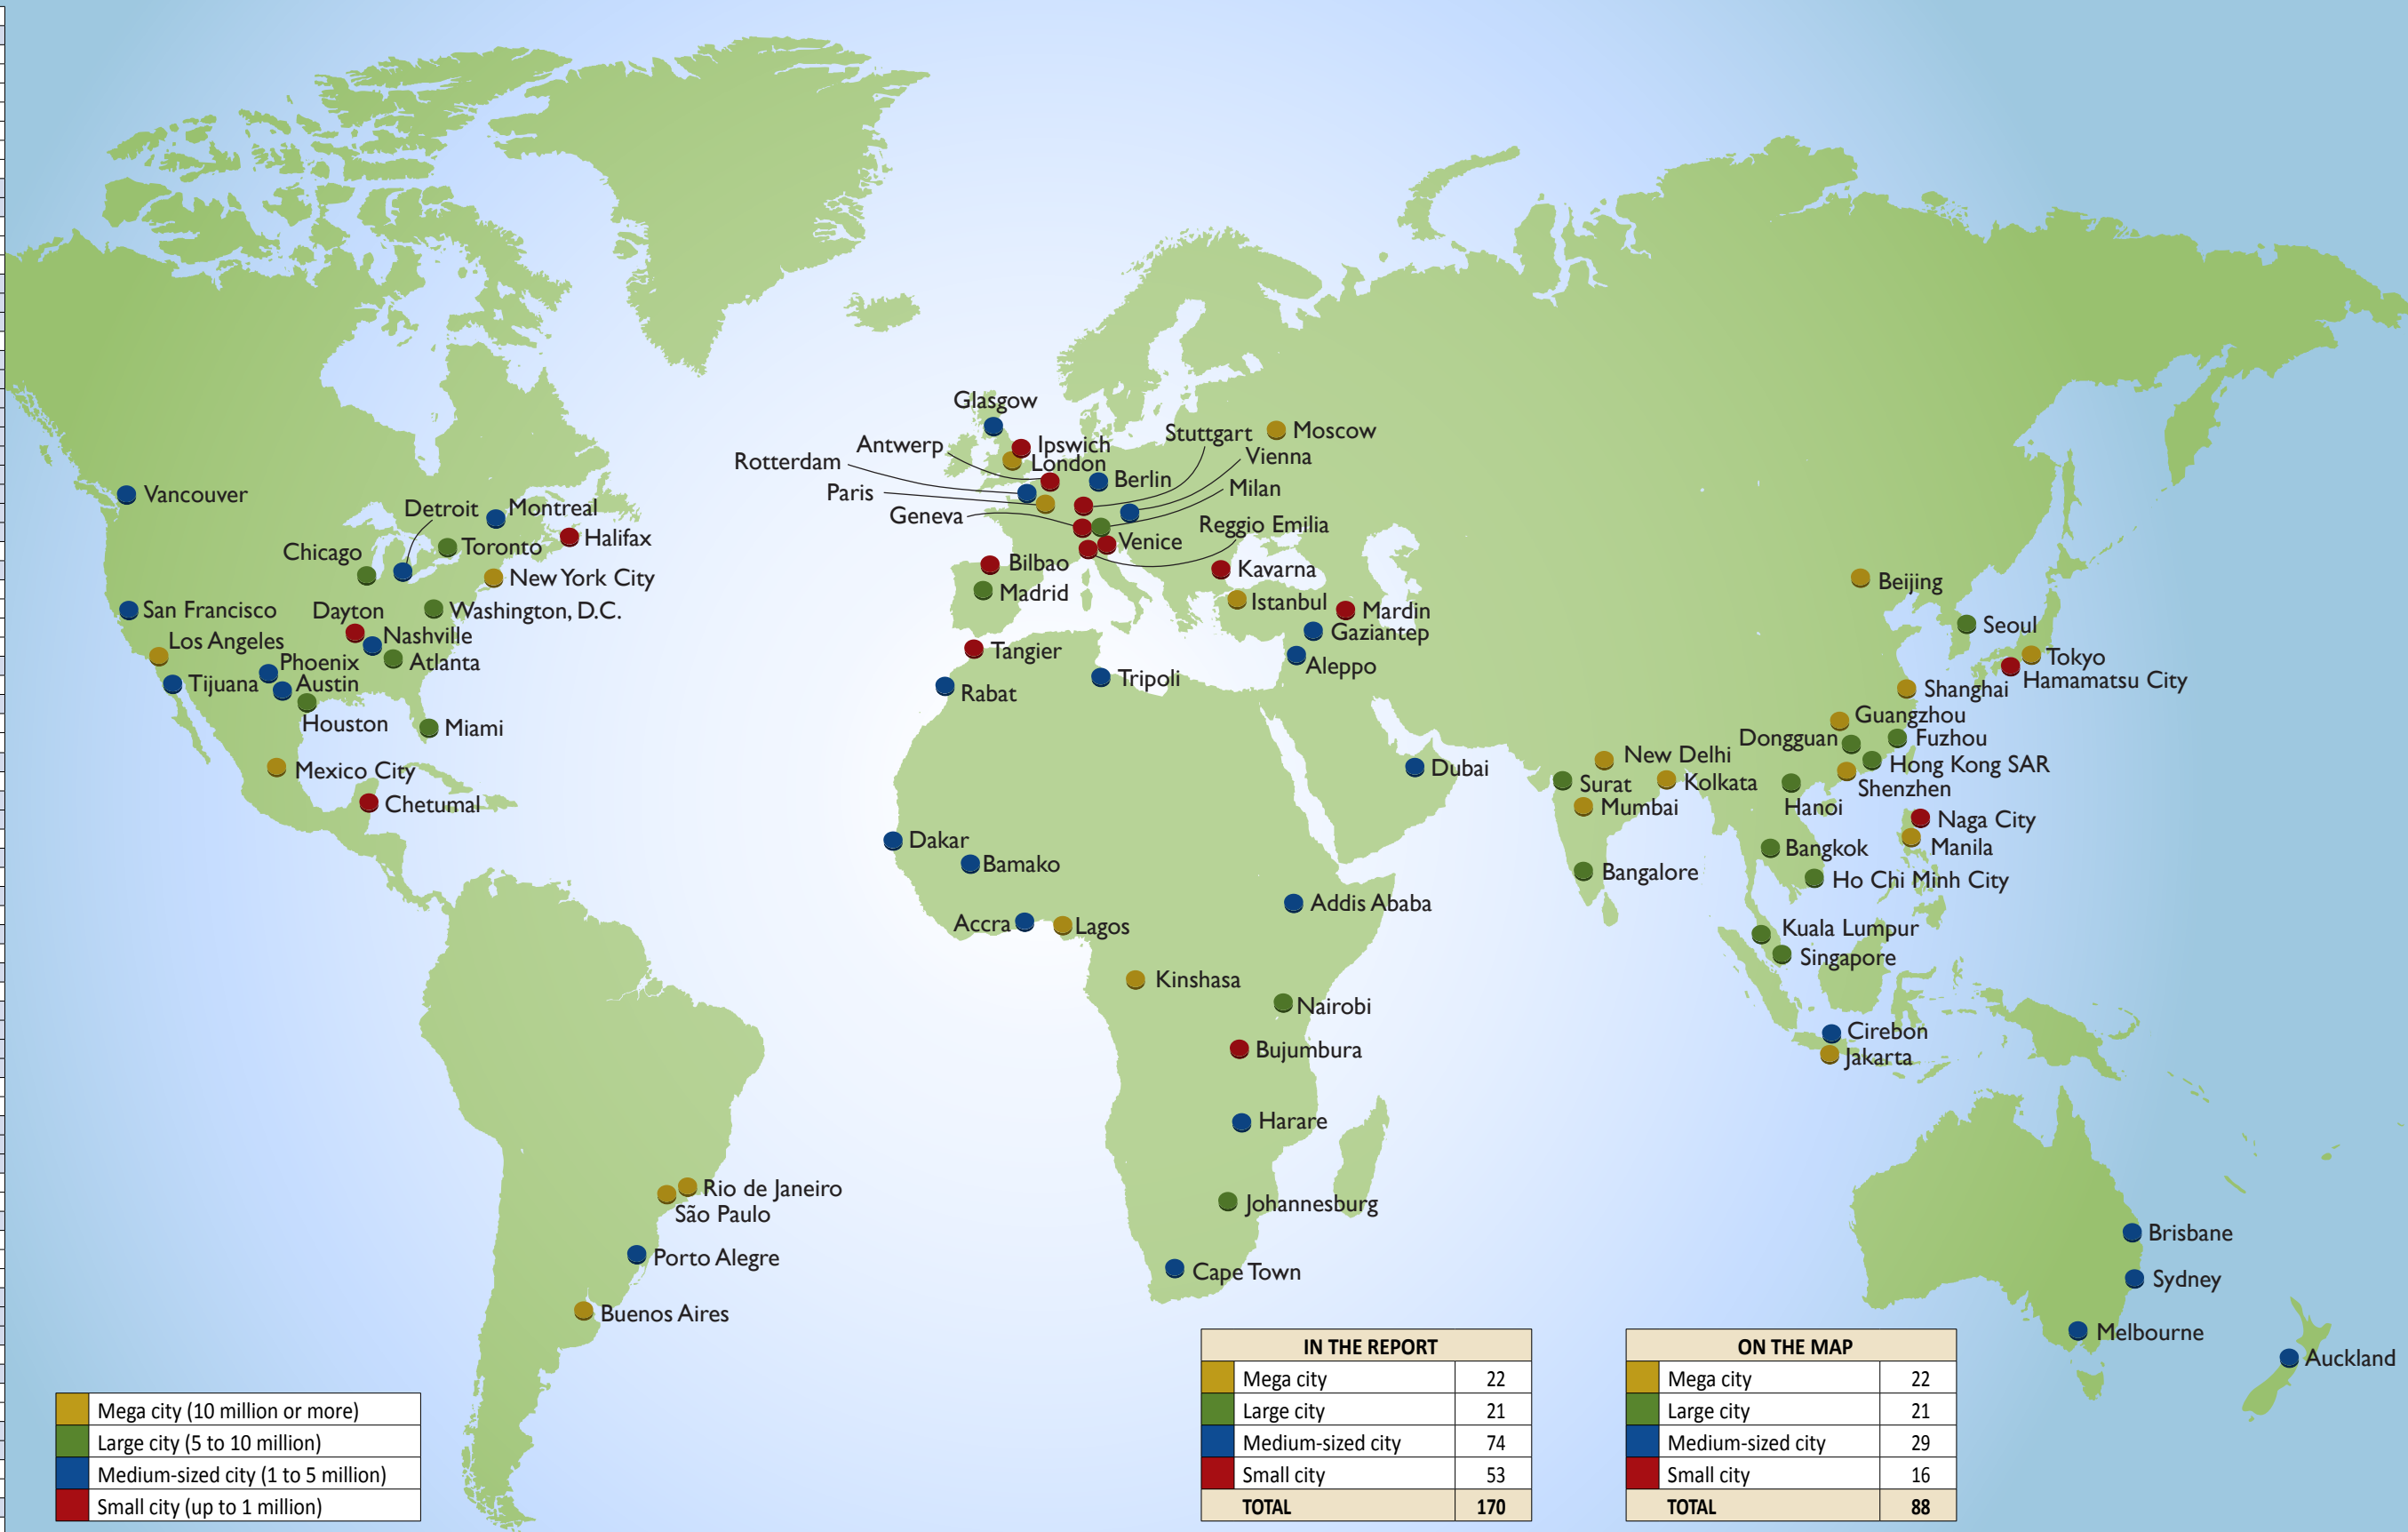 Glasgow
Ipswich
Antwerp
London
Rotterdam
Paris
Geneva
Stuttgart
Moscow
Vienna
Berlin
Milan
Reggio Emilia
Venice
Bilbao
Madrid
Kavarna
Istanbul
Mardin
Gaziantep
Aleppo
Vancouver
Detroit
Montreal
Halifax
Chicago
Toronto
New York City
San Francisco
Dayton
Washington, D.C.
Los Angeles
Nashville
Phoenix
Atlanta
Tijuana
Austin
Houston
Miami
Mexico City
Chetumal
Tangier
Rabat
Tripoli
Dubai
Dakar
Bamako
Accra
Lagos
Addis Ababa
Kinshasa
Nairobi
Bujumbura
Harare
Johannesburg
Cape Town
Rio de Janeiro
São Paulo
Porto Alegre
Buenos Aires
Beijing
Seoul
Tokyo
Hamamatsu City
Shanghai
Guangzhou
Dongguan
Fuzhou
Hong Kong SAR
Shenzhen
New Delhi
Surat
Kolkata
Mumbai
Hanoi
Naga City
Manila
Bangkok
Bangalore
Ho Chi Minh City
Kuala Lumpur
Singapore
Cirebon
Jakarta
Brisbane
Sydney
Melbourne
Auckland
Mega city (10 million or more)
Large city (5 to 10 million)
Medium-sized city (1 to 5 million)
Small city (up to 1 million)
IN THE REPORT
Mega city 22
Large city 21
Medium-sized city 74
Small city 53
TOTAL 170
ON THE MAP
Mega city 22
Large city 21
Medium-sized city 29
Small city 16
TOTAL 88